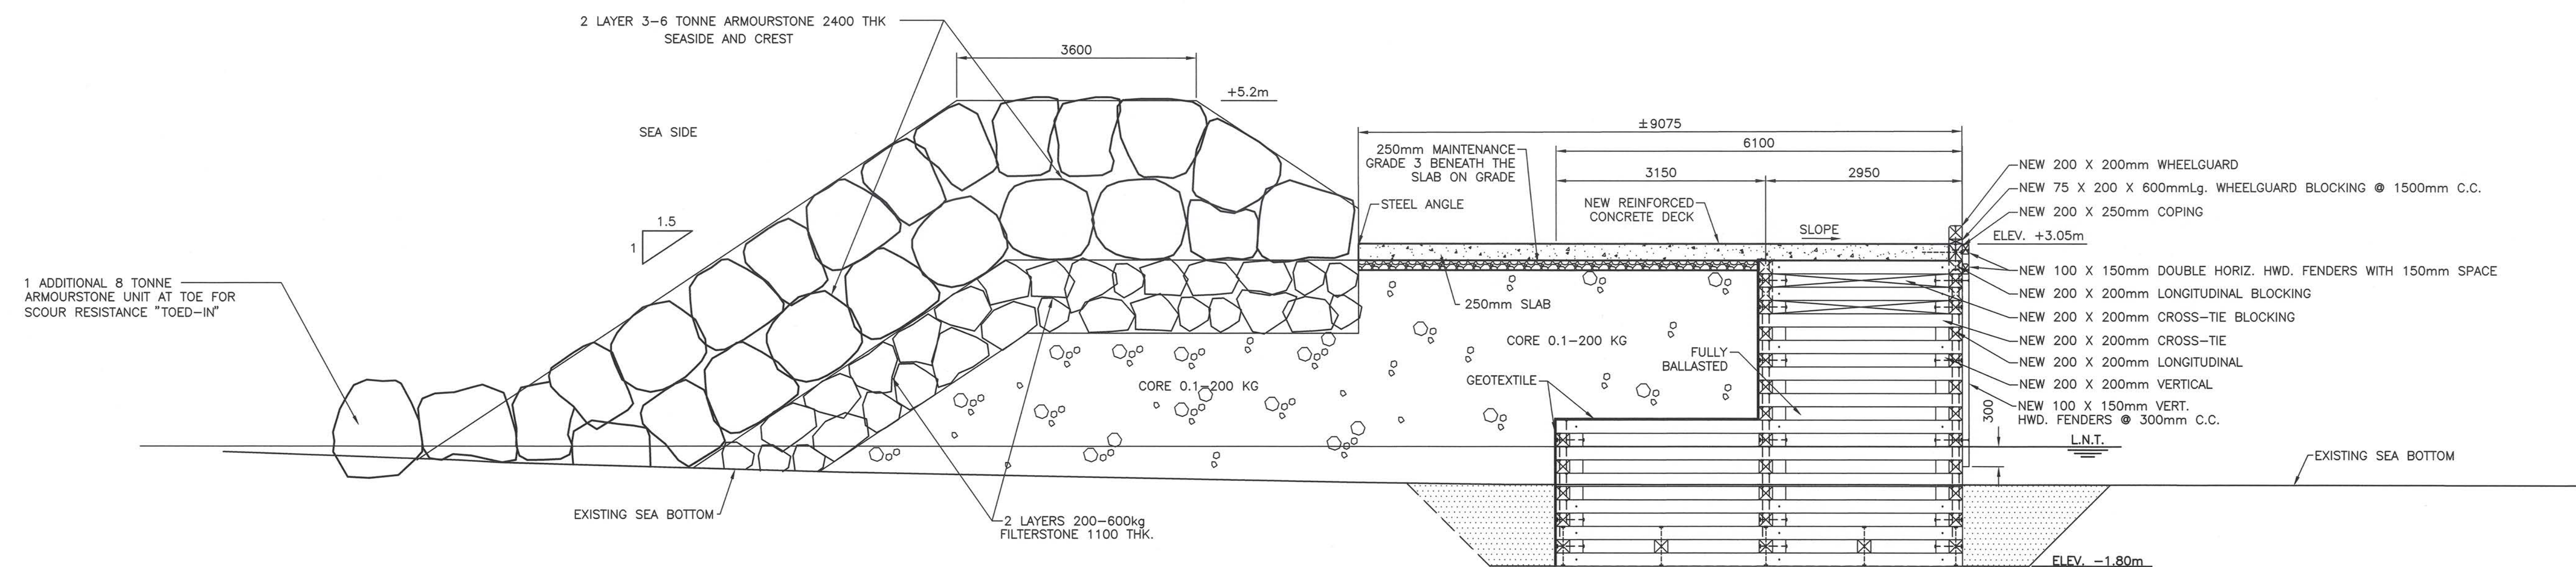 2 LAYER 3-6 TONNE ARMOURSTONE 2400 THK
SEASIDE AND CREST
3600
+5.2m
SEA SIDE
1.5
1
1 ADDITIONAL 8 TONNE
ARMOURSTONE UNIT AT TOE FOR
SCOUR RESISTANCE "TOED-IN"
EXISTING SEA BOTTOM
2 LAYERS 200-600kg
FILTERSTONE 1100 THK.
CORE 0.1-200 KG
±9075
6100
3150
2950
250mm MAINTENANCE
GRADE 3 BENEATH THE
SLAB ON GRADE
STEEL ANGLE
NEW REINFORCED
CONCRETE DECK
SLOPE
250mm SLAB
CORE 0.1-200 KG
FULLY
BALLASTED
GEOTEXTILE
NEW 200 X 200mm WHEELGUARD
NEW 75 X 200 X 600mmLg. WHEELGUARD BLOCKING @ 1500mm C.C.
NEW 200 X 250mm COPING
ELEV. +3.05m
NEW 100 X 150mm DOUBLE HORIZ. HWD. FENDERS WITH 150mm SPACE
NEW 200 X 200mm LONGITUDINAL BLOCKING
NEW 200 X 200mm CROSS-TIE BLOCKING
NEW 200 X 200mm CROSS-TIE
NEW 200 X 200mm LONGITUDINAL
NEW 200 X 200mm VERTICAL
NEW 100 X 150mm VERT.
HWD. FENDERS @ 300mm C.C.
300
L.N.T.
EXISTING SEA BOTTOM
ELEV. -1.80m